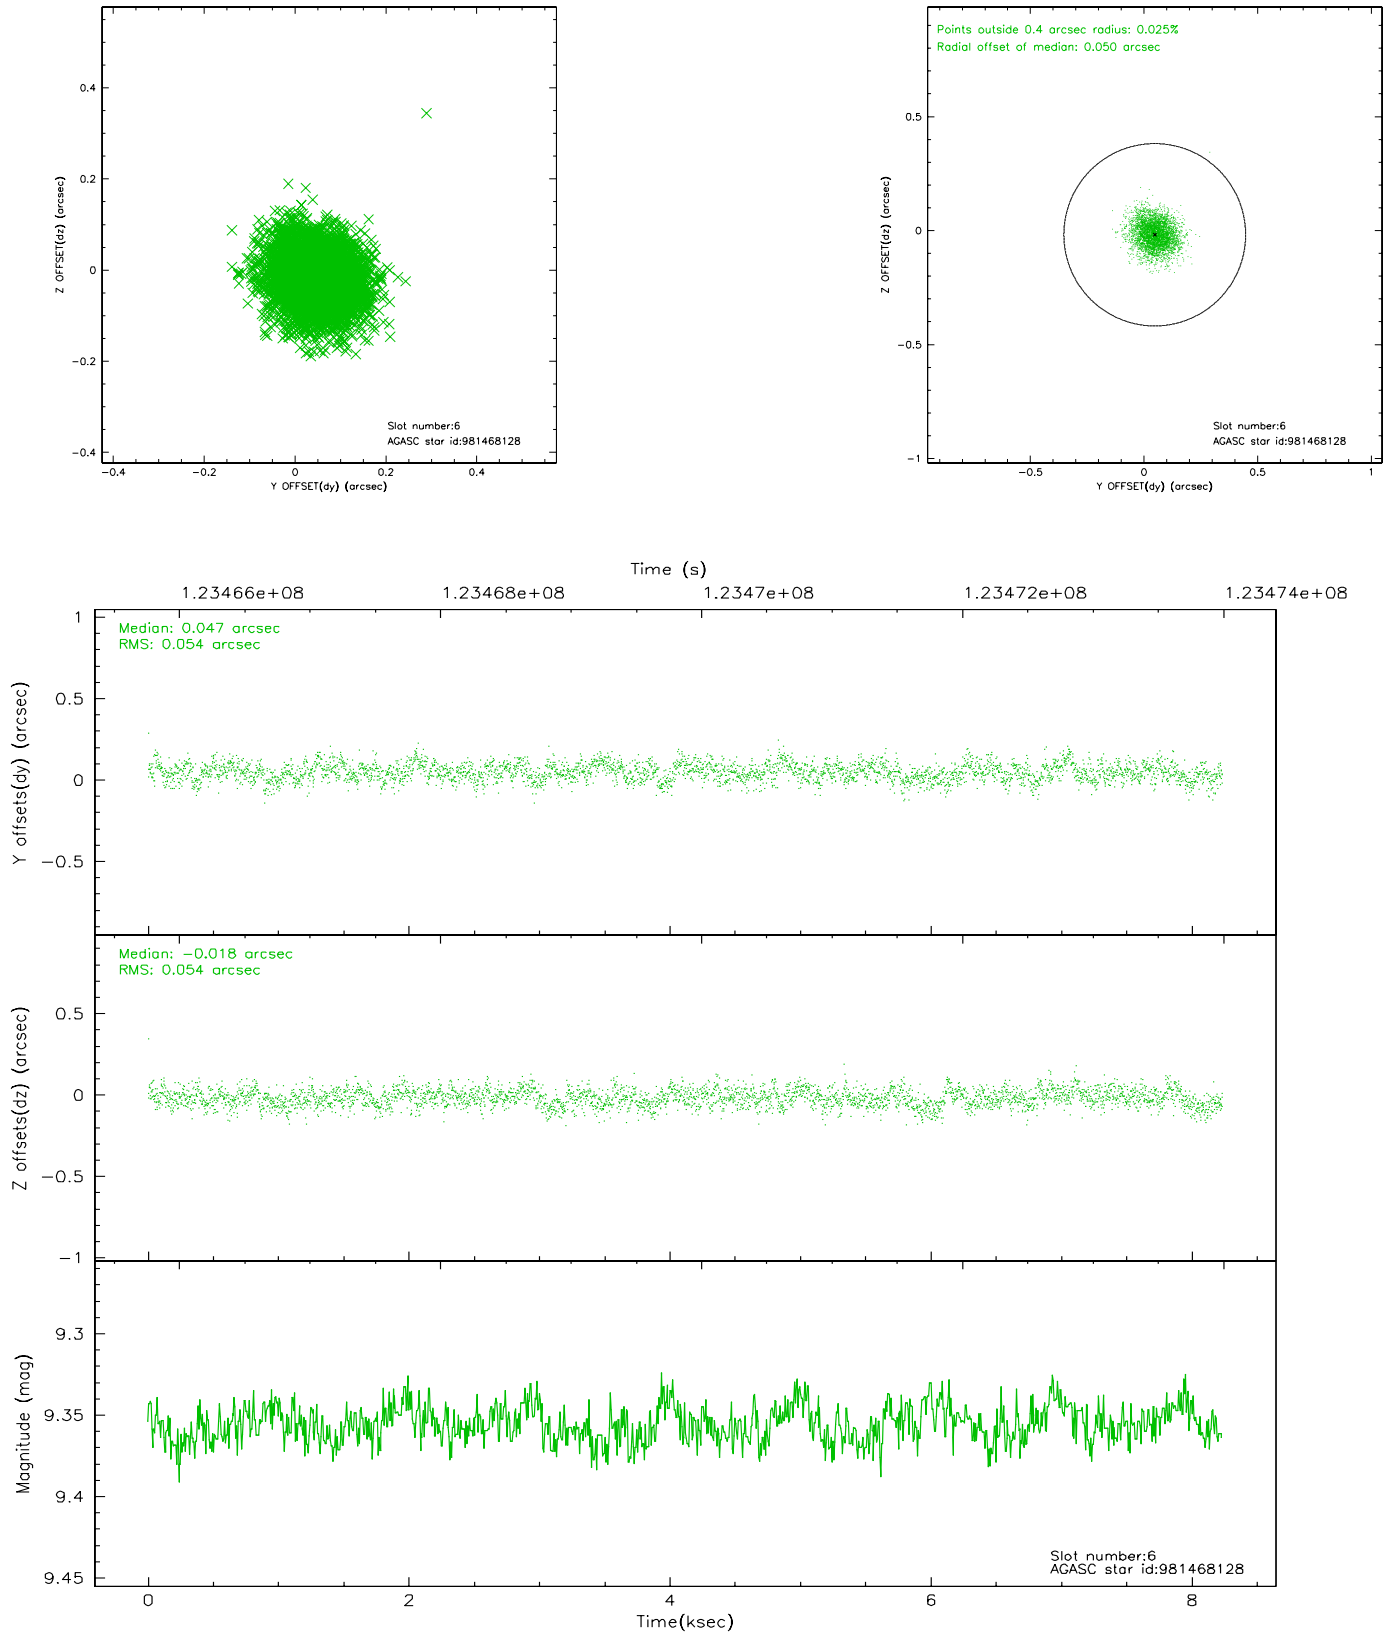 0.4
0.2
0
−0.2
−0.4
Z OFFSET(dz) (arcsec)
Slot number:6
AGASC star id:981468128
−0.4 −0.2 0 0.2 0.4
Y OFFSET(dy) (arcsec)
Points outside 0.4 arcsec radius: 0.025%
Radial offset of median: 0.050 arcsec
0.5
0
−0.5
−1
Z OFFSET(dz) (arcsec)
Slot number:6
AGASC star id:981468128
−0.5 0 0.5 1
Y OFFSET(dy) (arcsec)
Time (s)
1.23466e+08 1.23468e+08 1.2347e+08 1.23472e+08 1.23474e+08
Median: 0.047 arcsec
RMS: 0.054 arcsec
1
0.5
0
−0.5
Y offsets(dy) (arcsec)
Median: −0.018 arcsec
RMS: 0.054 arcsec
0.5
0
−0.5
−1
Z offsets(dz) (arcsec)
9.3
9.35
9.4
9.45
Magnitude (mag)
Slot number:6
AGASC star id:981468128
0 2 4 6 8
Time(ksec)